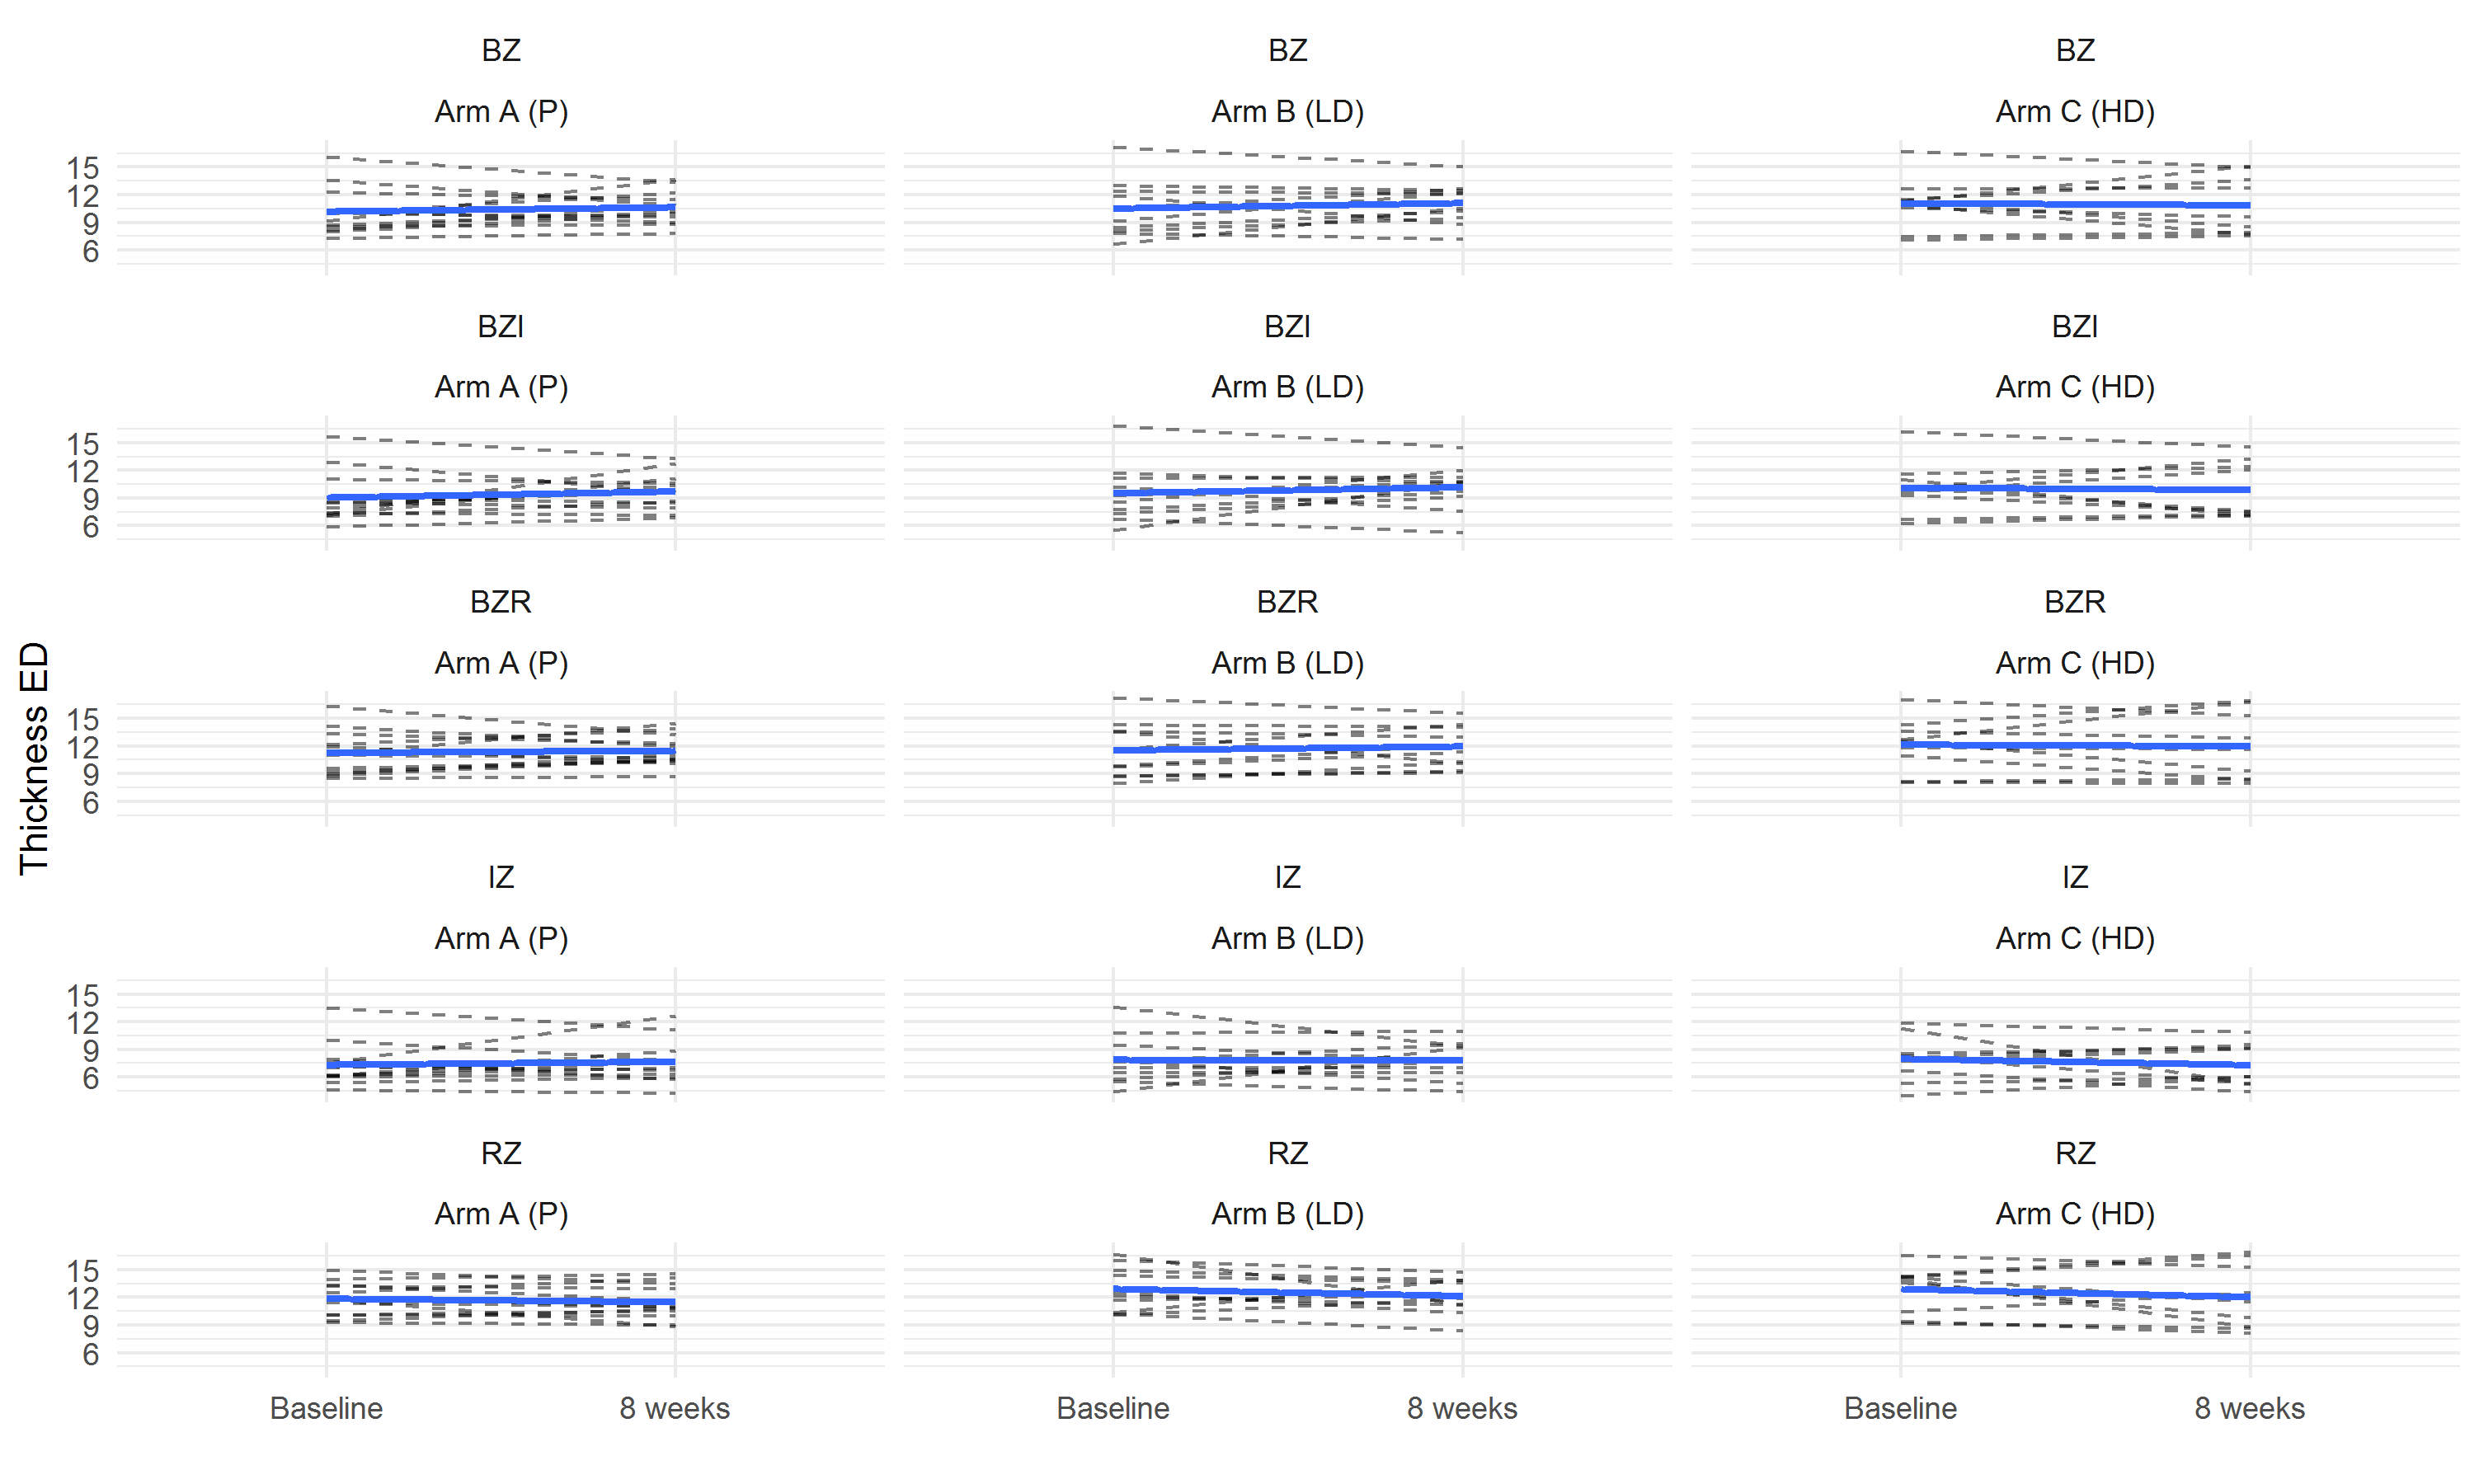 BZ BZ BZ
Arm A (P) Arm B (LD) Arm C (HD)
15
12
9
6
BZI BZI BZI
Arm A (P) Arm B (LD) Arm C (HD)
15
12
9
6
BZR BZR BZR
Arm A (P) Arm B (LD) Arm C (HD)
15
12
9
6
Thickness ED
IZ IZ IZ
Arm A (P) Arm B (LD) Arm C (HD)
15
12
9
6
RZ RZ RZ
Arm A (P) Arm B (LD) Arm C (HD)
15
12
9
6
Baseline 8 weeks Baseline 8 weeks Baseline 8 weeks